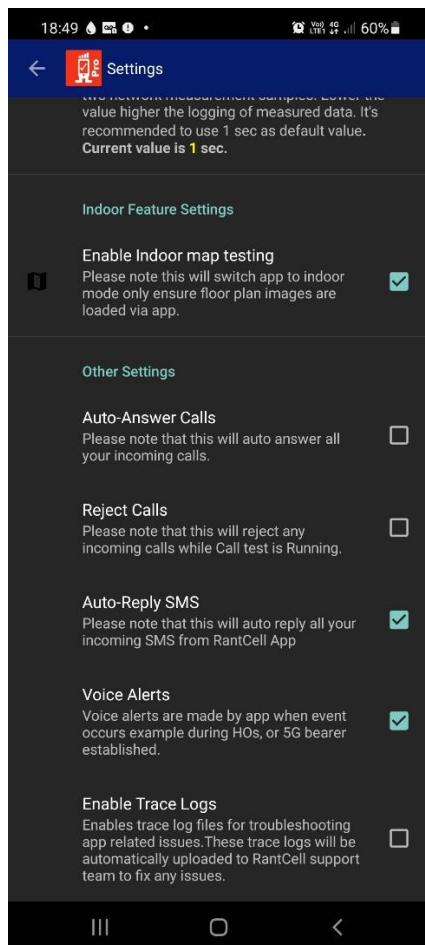 18:49
Vo)) 4G
LTE1
60%
Pro
Settings
two network measurement samples. Lower the
value higher the logging of measured data. It's
recommended to use 1 sec as default value.
Current value is 1 sec.
Indoor Feature Settings
Enable Indoor map testing
Please note this will switch app to indoor
mode only ensure floor plan images are
loaded via app.
Other Settings
Auto-Answer Calls
Please note that this will auto answer all
your incoming calls.
Reject Calls
Please note that this will reject any
incoming calls while Call test is Running.
Auto-Reply SMS
Please note that this will auto reply all your
incoming SMS from RantCell App
Voice Alerts
Voice alerts are made by app when event
occurs example during HOs, or 5G bearer
established.
Enable Trace Logs
Enables trace log files for troubleshooting
app related issues.These trace logs will be
automatically uploaded to RantCell support
team to fix any issues.